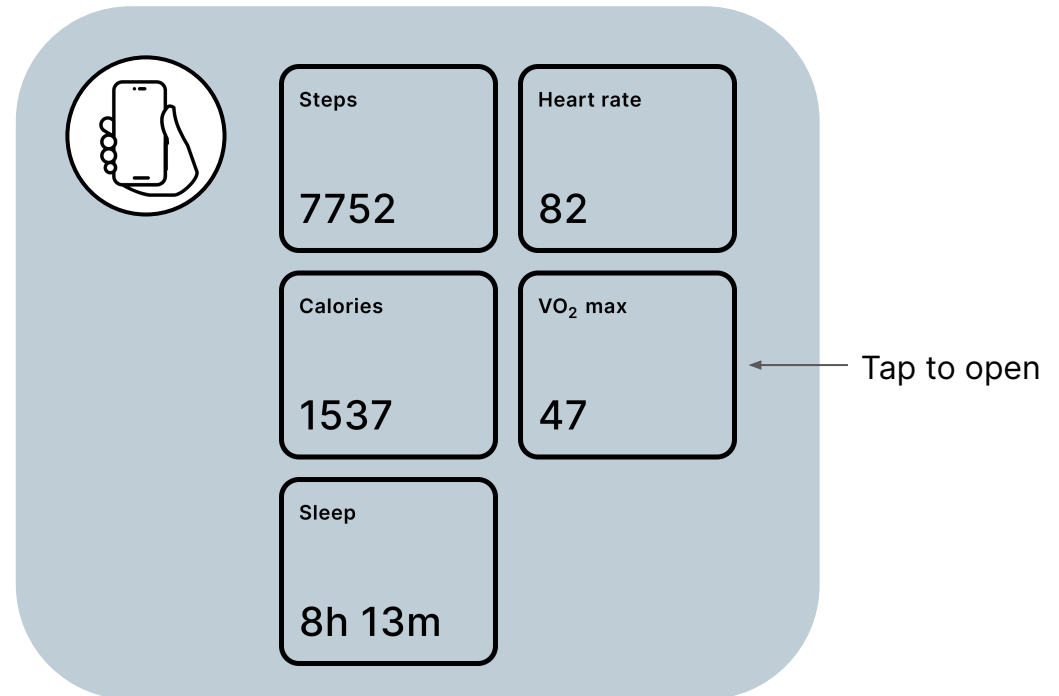 Steps
7752
Heart rate
82
Calories
1537
VO₂ max
47
Tap to open
Sleep
8h 13m